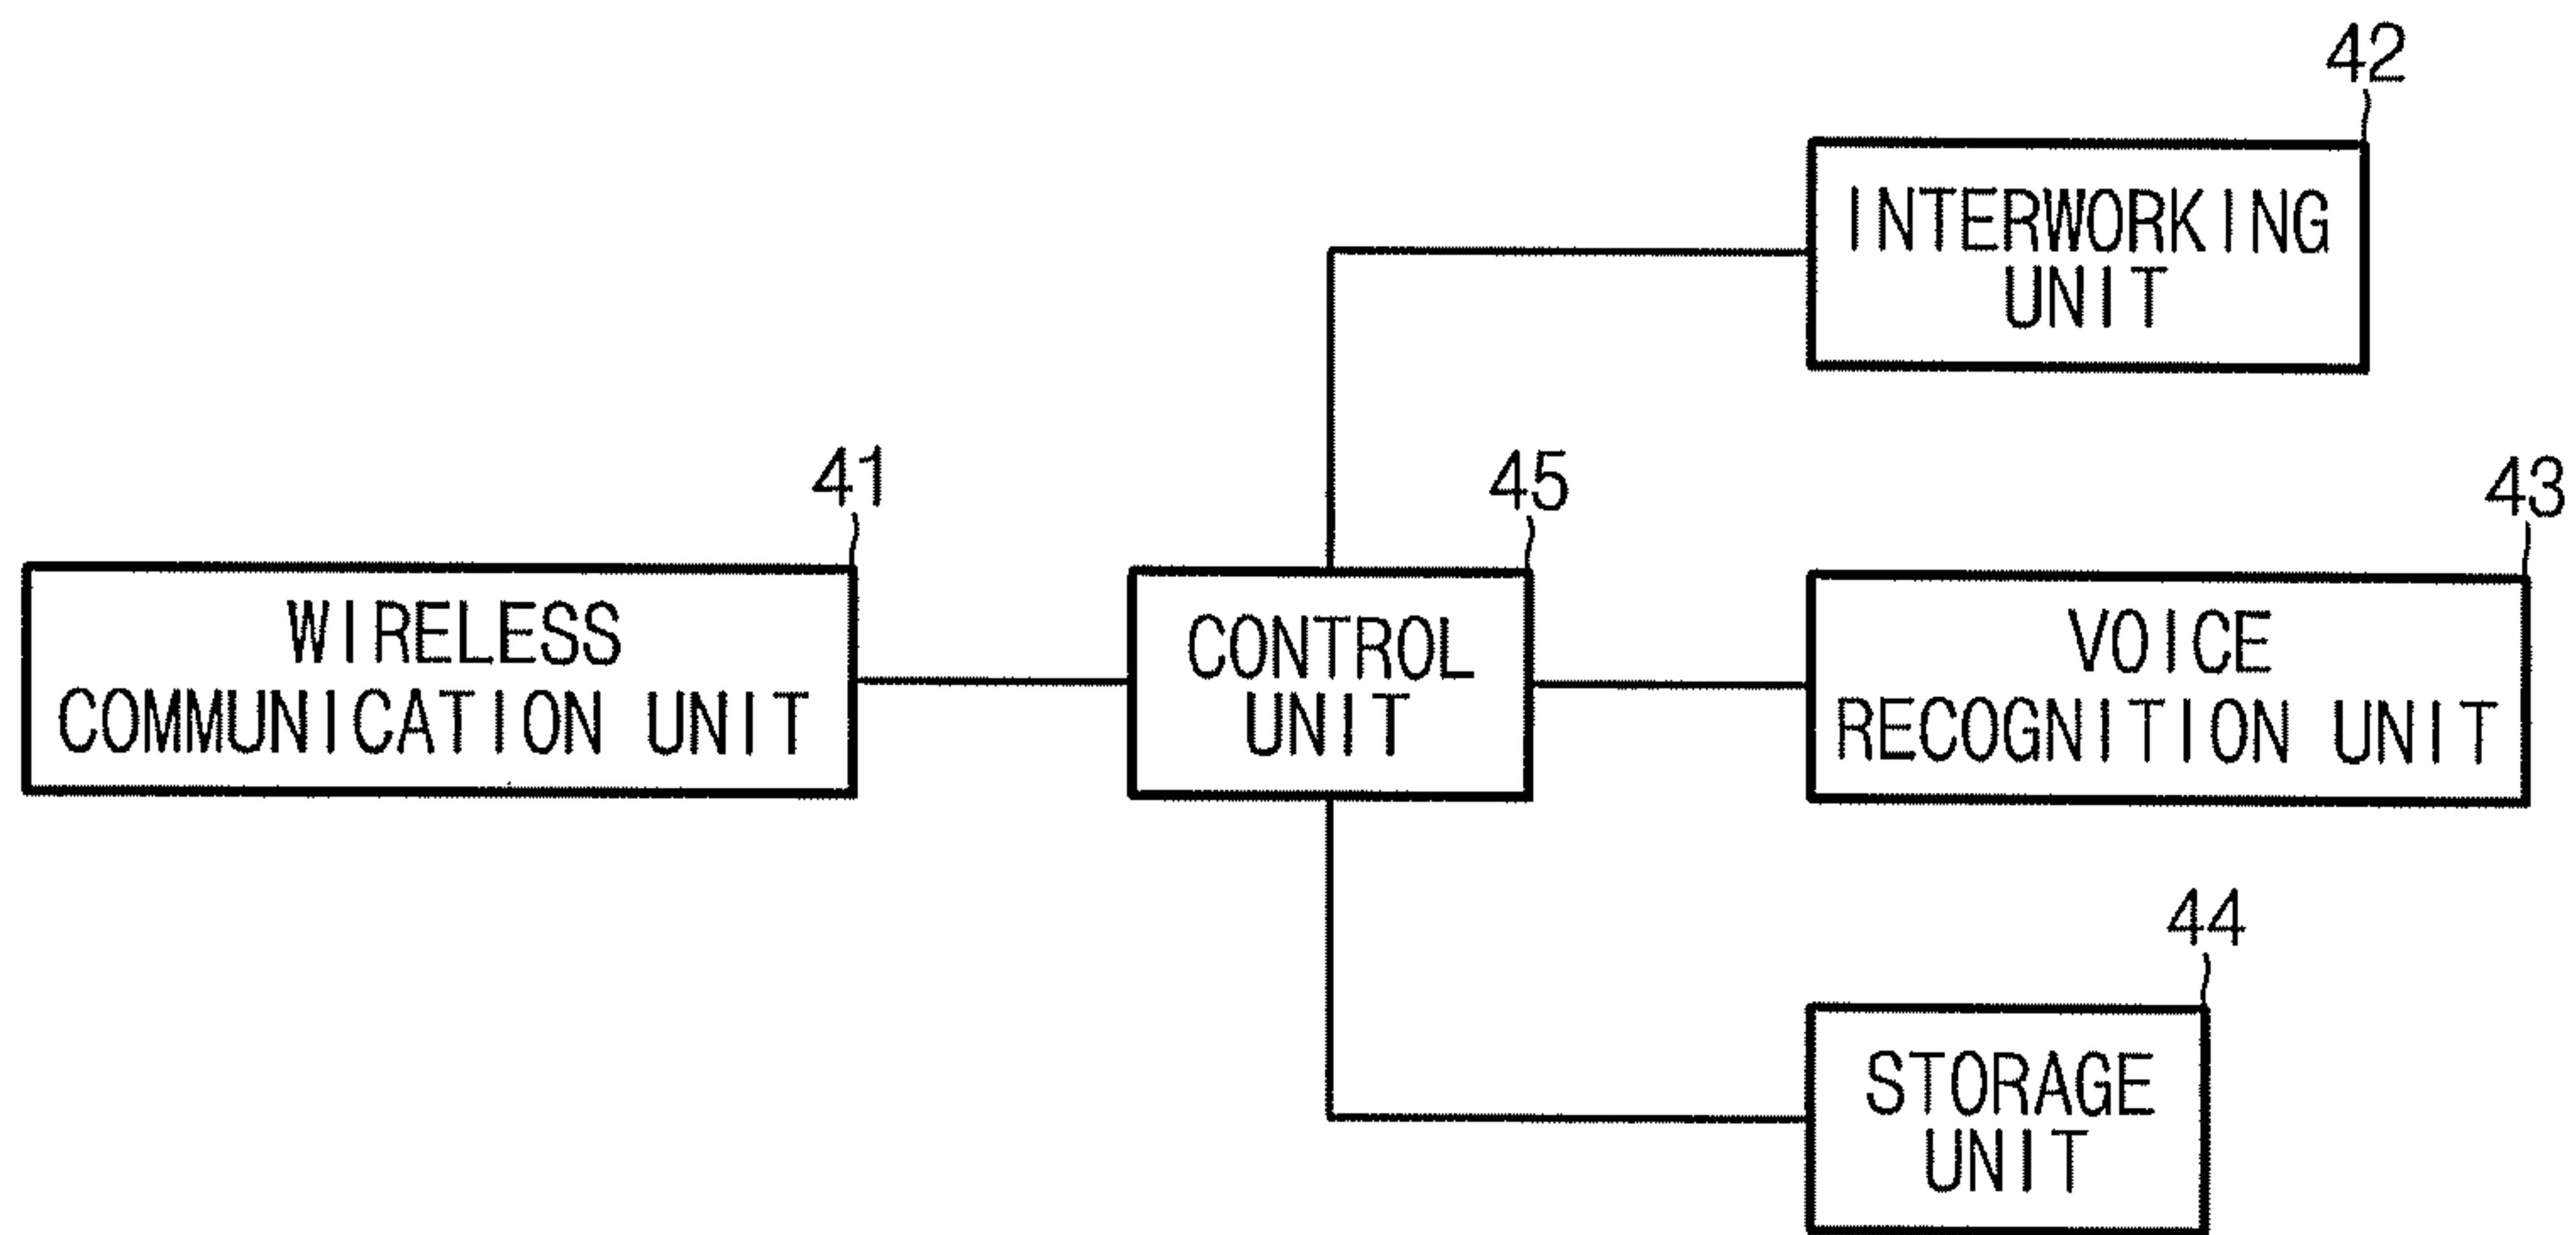 42
INTERWORKING
UNIT
41
WIRELESS
COMMUNICATION UNIT
45
CONTROL
UNIT
43
VOICE
RECOGNITION UNIT
44
STORAGE
UNIT